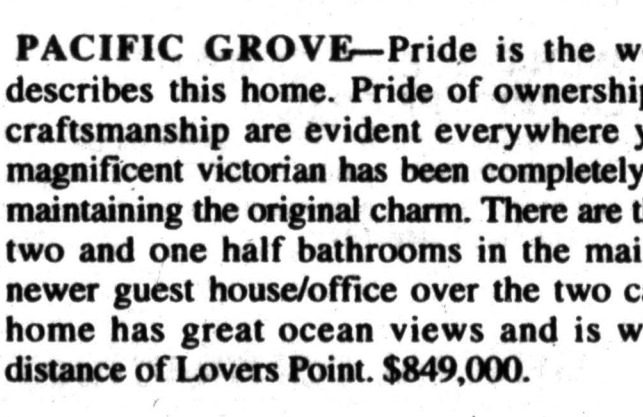 PACIFIC GROVE—Pride is the w
describes this home. Pride of ownershi
craftsmanship are evident everywhere
magnificent victorian has been completely
maintaining the original charm. There are t
two and one half bathrooms in the mai
newer guest house/office over the two c
home has great ocean views and is w
distance of Lovers Point. $849,000.